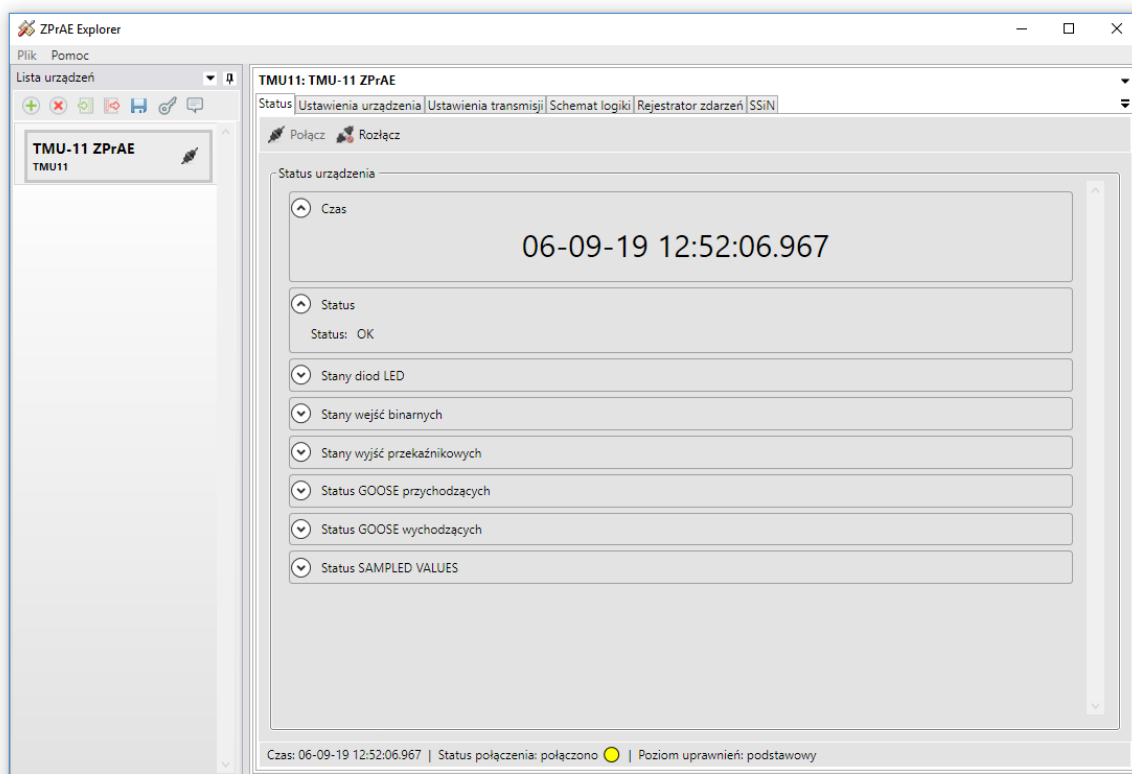 ZPrAE Explorer
Plik Pomoc
Lista urządzeń
TMU-11 ZPrAE
TMU11
TMU11: TMU-11 ZPrAE
Status Ustawienia urządzenia Ustawienia transmisji Schemat logiki Rejestrator zdarzeń SSiN
Połącz Rozłącz
Status urządzenia
Czas
06-09-19 12:52:06.967
Status
Status: OK
Stany diod LED
Stany wejść binarnych
Stany wyjść przekaźnikowych
Status GOOSE przychodzących
Status GOOSE wychodzących
Status SAMPLED VALUES
Czas: 06-09-19 12:52:06.967 | Status połączenia: połączono | Poziom uprawnień: podstawowy